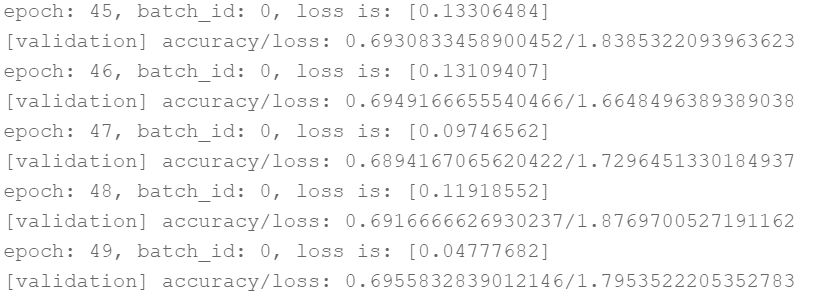 epoch: 45, batch_id: 0, loss is: [0.13306484]
[validation] accuracy/loss: 0.6930833458900452/1.8385322093963623
epoch: 46, batch_id: 0, loss is: [0.13109407]
[validation] accuracy/loss: 0.6949166655540466/1.6648496389389038
epoch: 47, batch_id: 0, loss is: [0.09746562]
[validation] accuracy/loss: 0.6894167065620422/1.7296451330184937
epoch: 48, batch_id: 0, loss is: [0.11918552]
[validation] accuracy/loss: 0.6916666626930237/1.8769700527191162
epoch: 49, batch_id: 0, loss is: [0.04777682]
[validation] accuracy/loss: 0.6955832839012146/1.7953522205352783